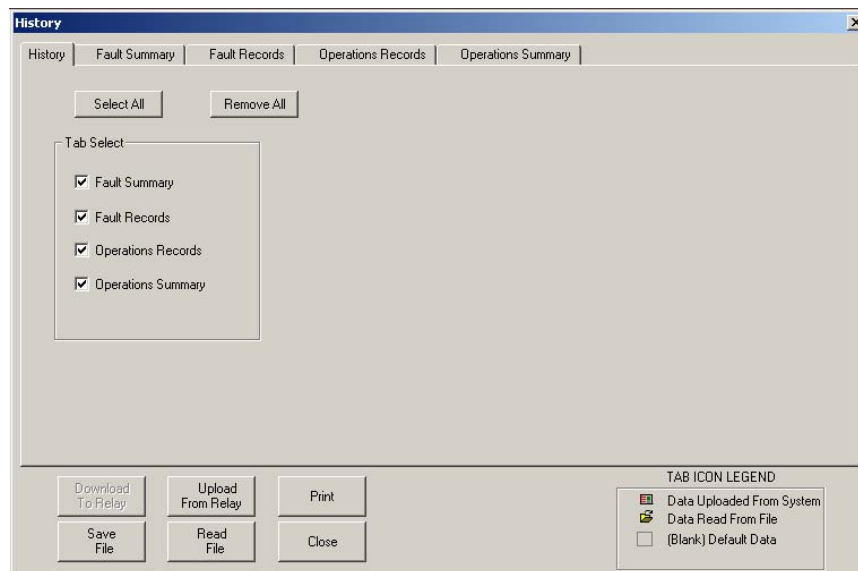 History
History Fault Summary Fault Records Operations Records Operations Summary
Select All Remove All
Tab Select
Fault Summary
Fault Records
Operations Records
Operations Summary
Download
To Relay
Upload
From Relay
Print
Save
File
Read
File
Close
TAB ICON LEGEND
Data Uploaded From System
Data Read From File
(Blank) Default Data